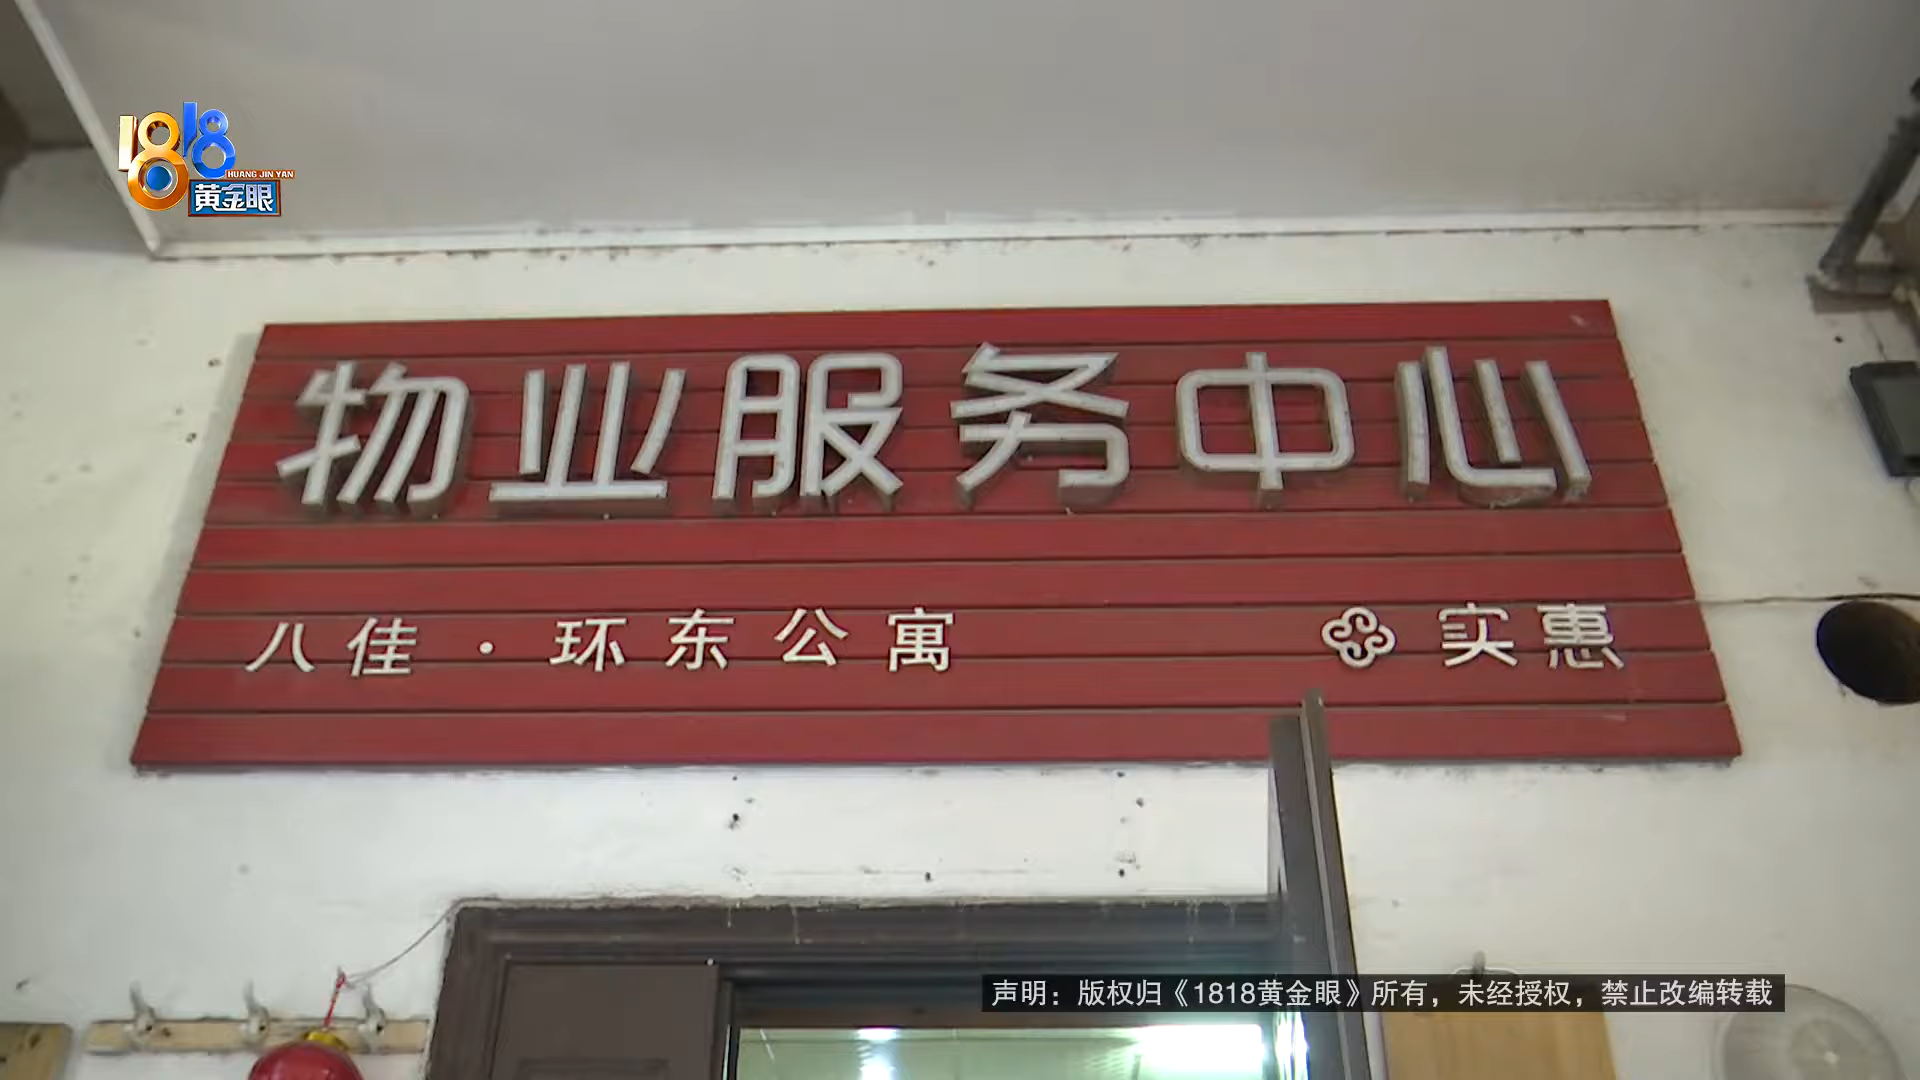 1818
HUANG JIN YAN
黄金眼
物业服务中心
八佳·环东公寓
实惠
声明：版权归《1818黄金眼》所有，未经授权，禁止改编转载